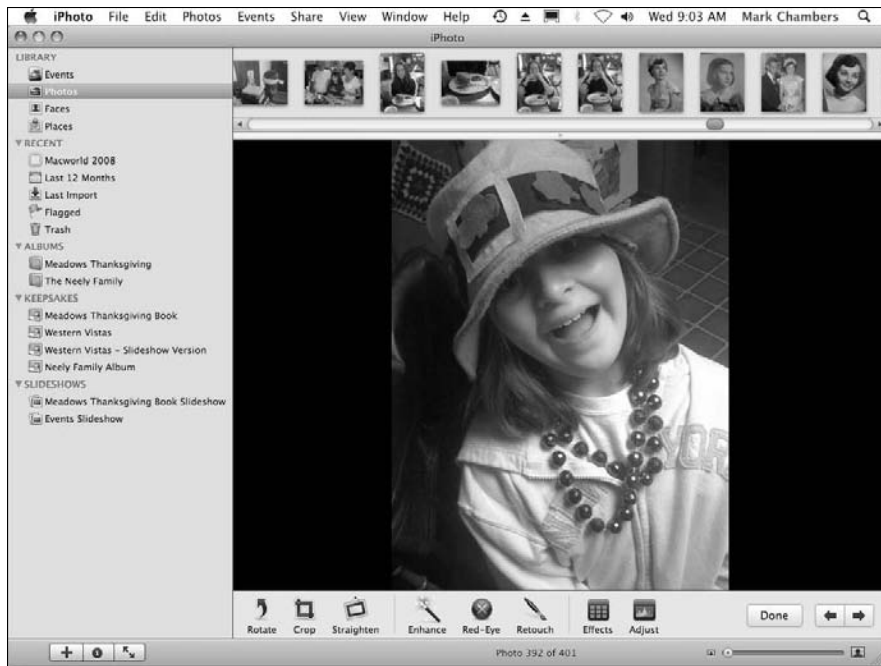 iPhoto File Edit Photos Events Share View Window Help Wed 9:03 AM Mark Chambers
iPhoto
LIBRARY
Events
Photos
Faces
Places
RECENT
Macworld 2008
Last 12 Months
Last Import
Flagged
Trash
ALBUMS
Meadows Thanksgiving
The Neely Family
KEEPSAKES
Meadows Thanksgiving Book
Western Vistas
Western Vistas – Slideshow Version
Neely Family Album
SLIDESHOWS
Meadows Thanksgiving Book Slideshow
Events Slideshow
YOR
Rotate Crop Straighten Enhance Red-Eye Retouch Effects Adjust Done
Photo 392 of 401